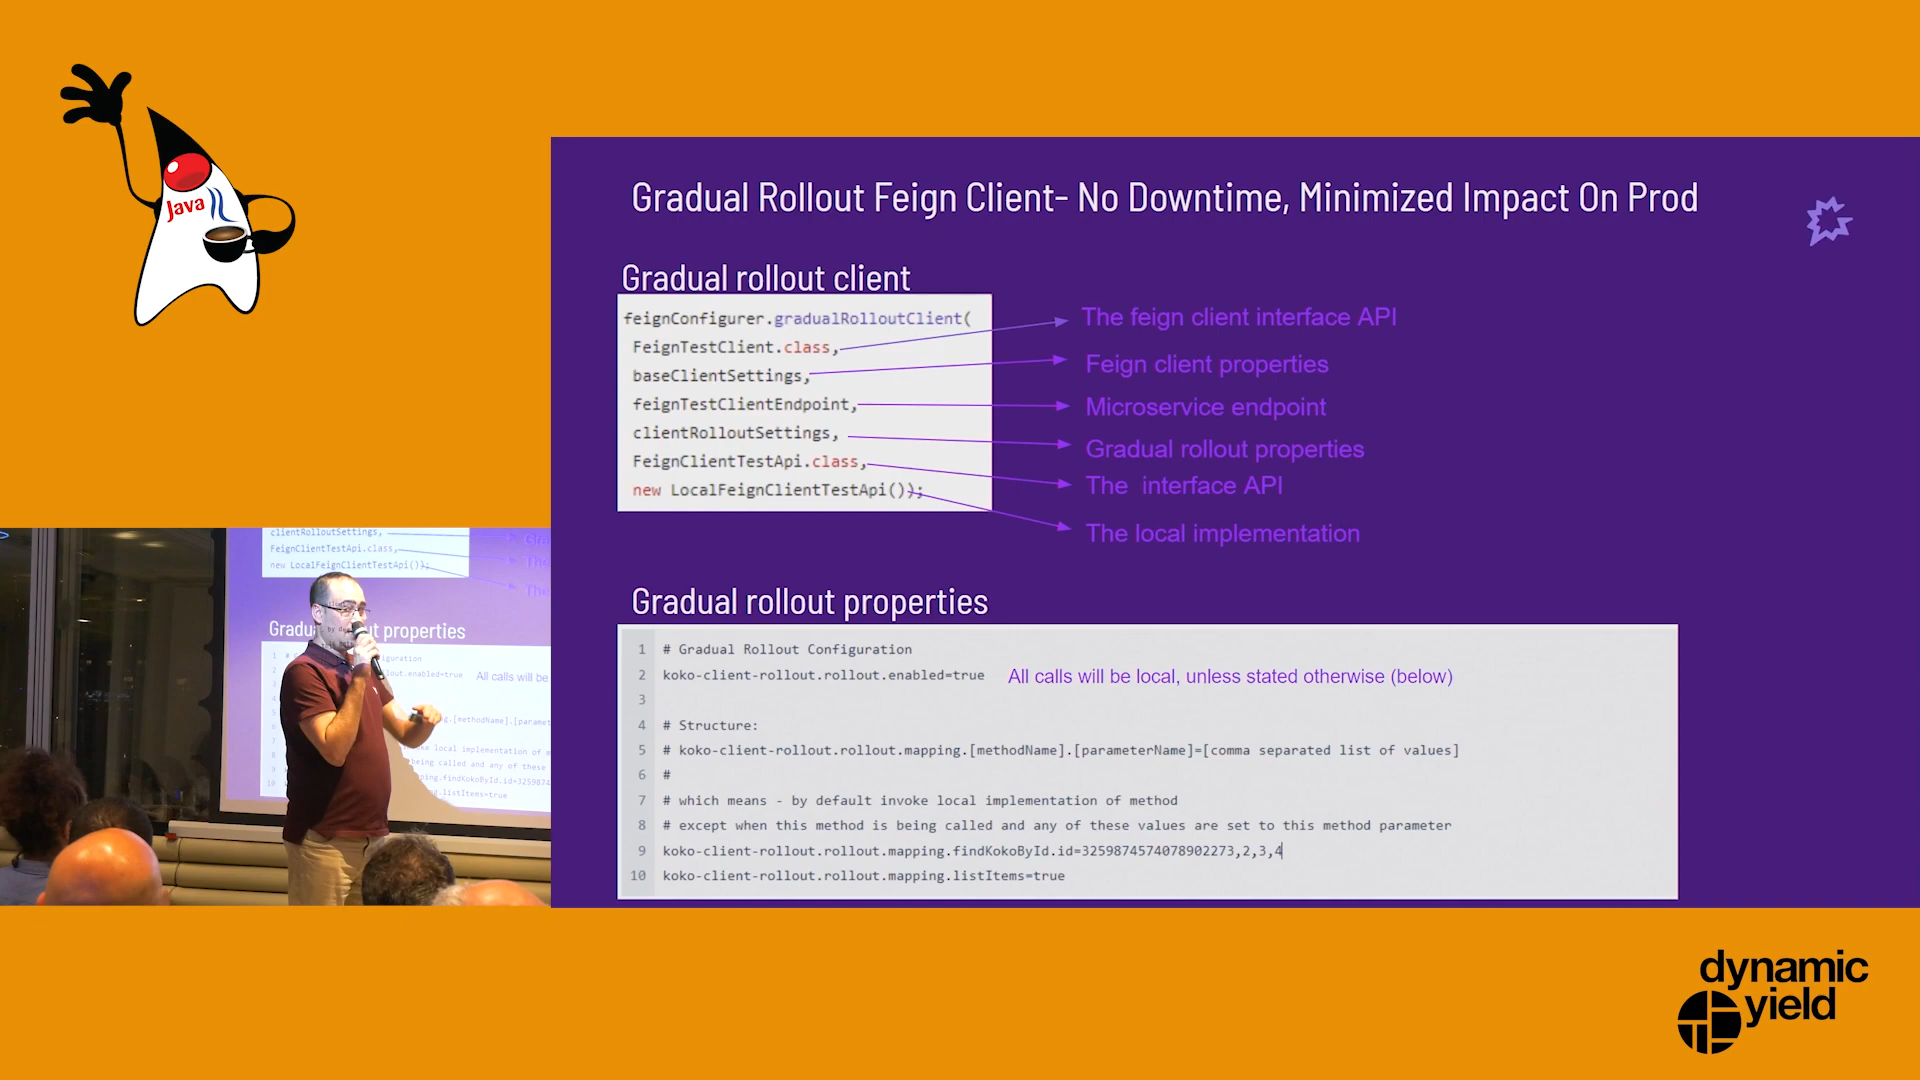 Java
Gradual Rollout Feign Client- No Downtime, Minimized Impact On Prod
Gradual rollout client
feignConfigurer.gradualRolloutClient(
FeignTestClient.class,
baseClientSettings,
feignTestClientEndpoint,
clientRolloutSettings,
FeignClientTestApi.class,
new LocalFeignClientTestApi());
The feign client interface API
Feign client properties
Microservice endpoint
Gradual rollout properties
The interface API
The local implementation
Gradual rollout properties
1 # Gradual Rollout Configuration
2 koko-client-rollout.rollout.enabled=true All calls will be local, unless stated otherwise (below)
3
4 # Structure:
5 # koko-client-rollout.rollout.mapping.[methodName].[parameterName]=[comma separated list of values]
6 #
7 # which means - by default invoke local implementation of method
8 # except when this method is being called and any of these values are set to this method parameter
9 koko-client-rollout.rollout.mapping.findKokoById.id=3259874574078902273,2,3,4
10 koko-client-rollout.rollout.mapping.listItems=true
clientRolloutSettings,
FeignClientTestApi.class,
new LocalFeignClientTestApi());
The
properties
All calls will be
dynamic
yield